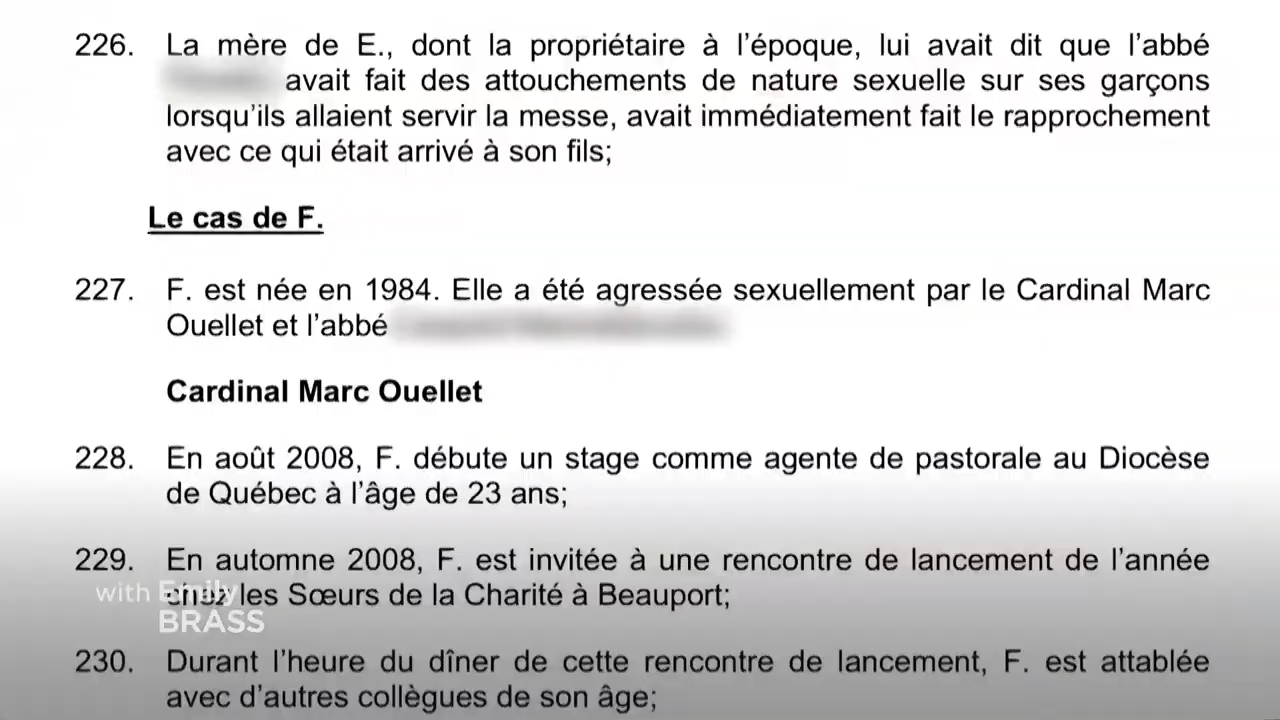 226. La mère de E., dont la propriétaire à l'époque, lui avait dit que l'abbé
avait fait des attouchements de nature sexuelle sur ses garçons
lorsqu'ils allaient servir la messe, avait immédiatement fait le rapprochement
avec ce qui était arrivé à son fils;
Le cas de F.
227. F. est née en 1984. Elle a été agressée sexuellement par le Cardinal Marc
Ouellet et l'abbé
Cardinal Marc Ouellet
228. En août 2008, F. débute un stage comme agente de pastorale au Diocèse
de Québec à l'âge de 23 ans;
229. En automne 2008, F. est invitée à une rencontre de lancement de l'année
chez les Sœurs de la Charité à Beauport;
with Emily
BRASS
230. Durant l'heure du dîner de cette rencontre de lancement, F. est attablée
avec d'autres collègues de son âge;